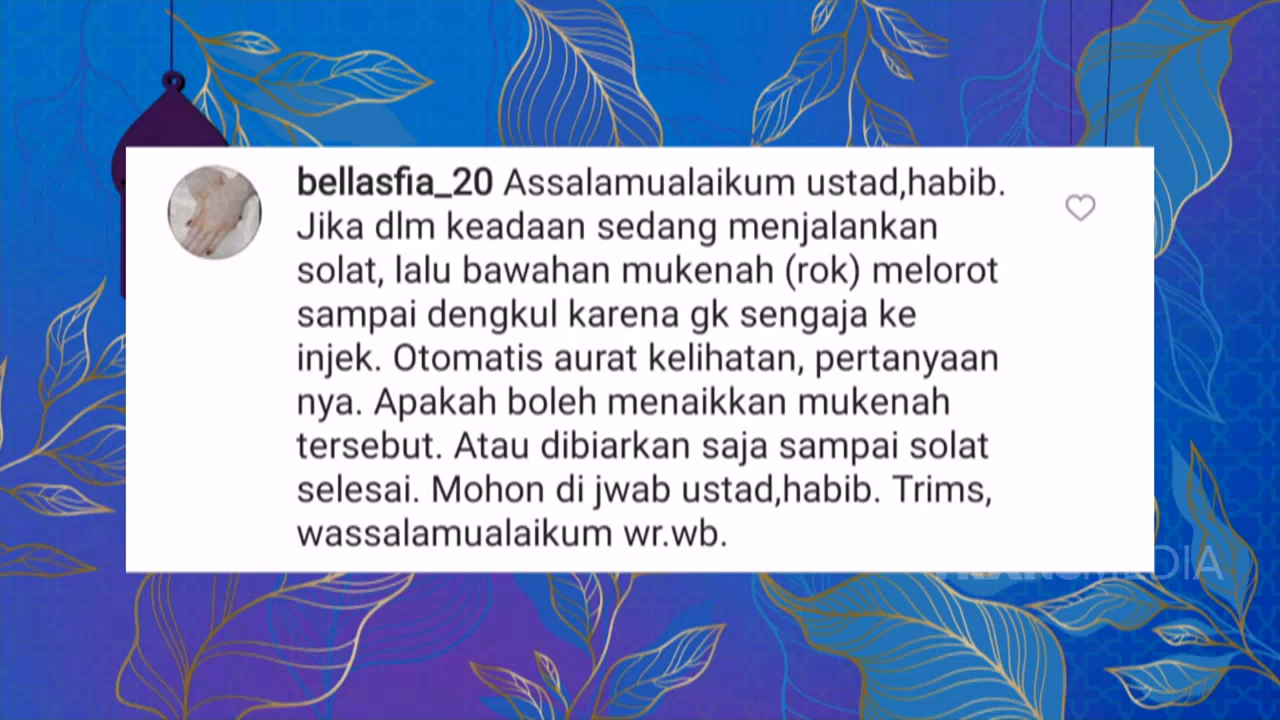 bellasfia_20 Assalamualaikum ustad,habib.
Jika dlm keadaan sedang menjalankan
solat, lalu bawahan mukenah (rok) melorot
sampai dengkul karena gk sengaja ke
injek. Otomatis aurat kelihatan, pertanyaan
nya. Apakah boleh menaikkan mukenah
tersebut. Atau dibiarkan saja sampai solat
selesai. Mohon di jwab ustad,habib. Trims,
wassalamualaikum wr.wb.
TRANSMEDIA